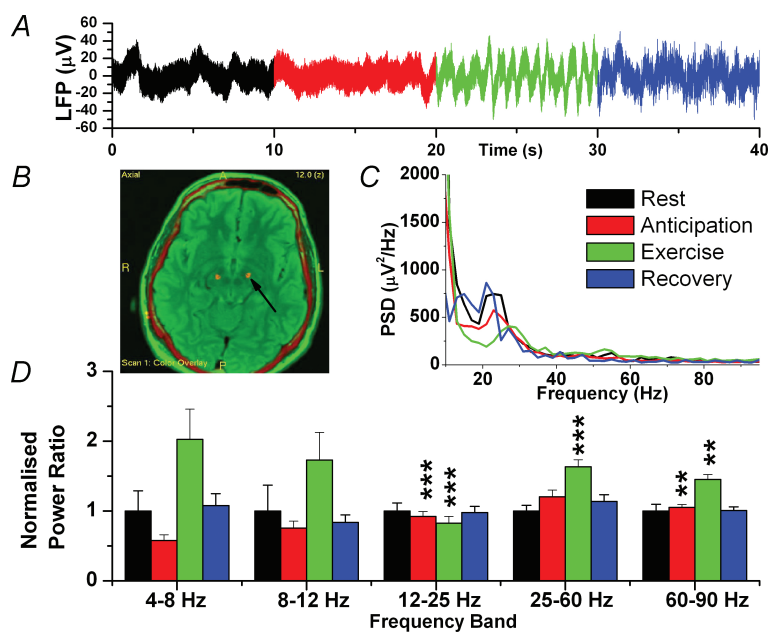 A
LFP (μV)
60
40
20
0
-20
-40
-60
0
10
20
30
40
Time (s)
B
Axial
A
12.0 (z)
R
L
P
Scan 1: Color Overlay
C
PSD (μV²/Hz)
2000
1500
1000
500
0
20
40
60
80
Frequency (Hz)
Rest
Anticipation
Exercise
Recovery
D
Normalised
Power Ratio
3
2
1
0
***
***
***
**
**
4-8 Hz
8-12 Hz
12-25 Hz
25-60 Hz
60-90 Hz
Frequency Band